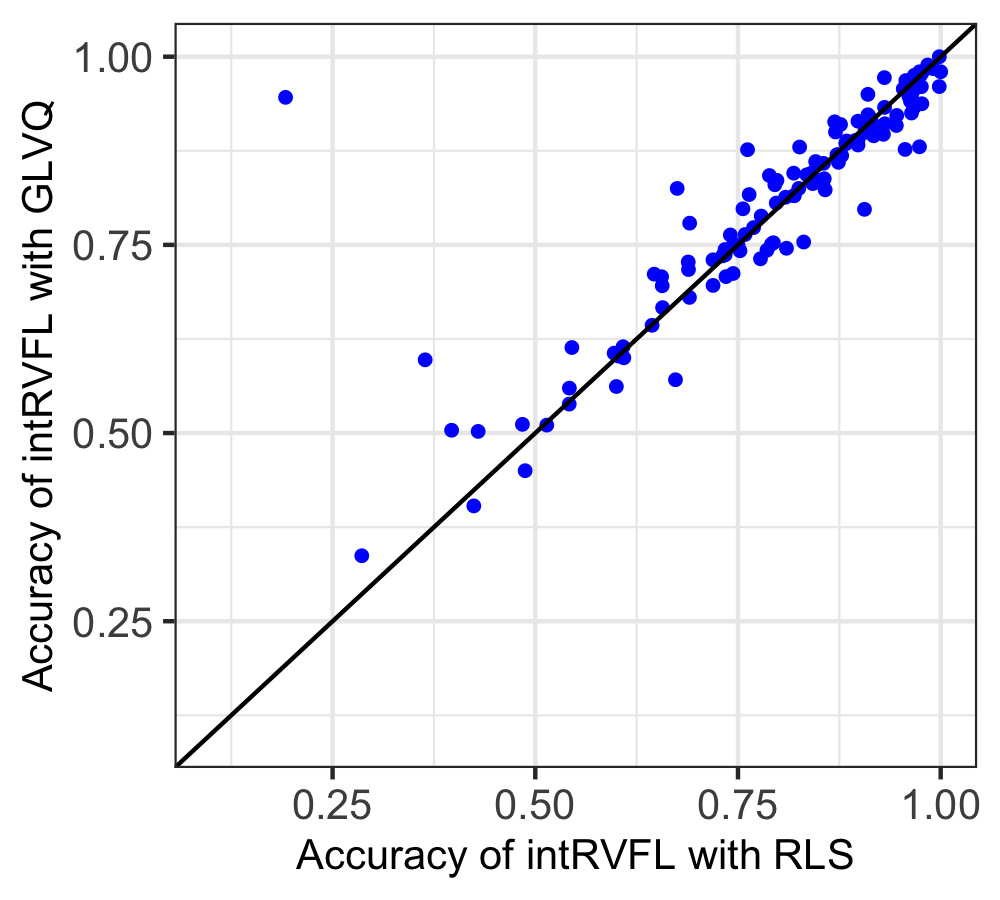 Accuracy of intRVFL with GLVQ
1.00
0.75
0.50
0.25
0.25 0.50 0.75 1.00
Accuracy of intRVFL with RLS